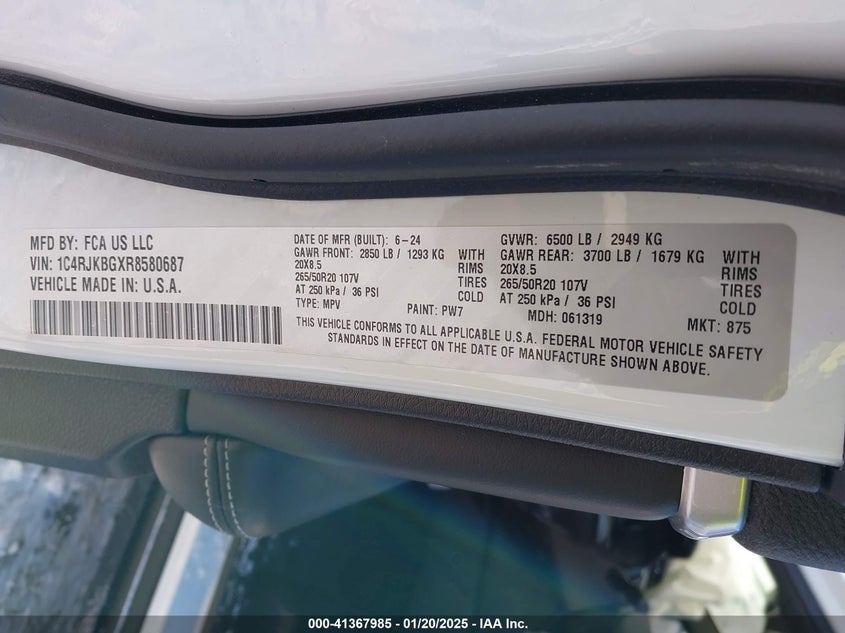 MFD BY: FCA US LLC
VIN: 1C4RJKBGXR8580687
VEHICLE MADE IN: U.S.A.
DATE OF MFR (BUILT): 6-24
GAWR FRONT: 2850 LB / 1293 KG WITH
20X8.5 RIMS
265/50R20 107V TIRES
AT 250 kPa / 36 PSI COLD
TYPE: MPV PAINT: PW7
GVWR: 6500 LB / 2949 KG
GAWR REAR: 3700 LB / 1679 KG WITH
20X8.5 RIMS
265/50R20 107V TIRES
AT 250 kPa / 36 PSI COLD
MDH: 061319 MKT: 875
THIS VEHICLE CONFORMS TO ALL APPLICABLE U.S.A. FEDERAL MOTOR VEHICLE SAFETY
STANDARDS IN EFFECT ON THE DATE OF MANUFACTURE SHOWN ABOVE.
000-41367985 - 01/20/2025 - IAA Inc.